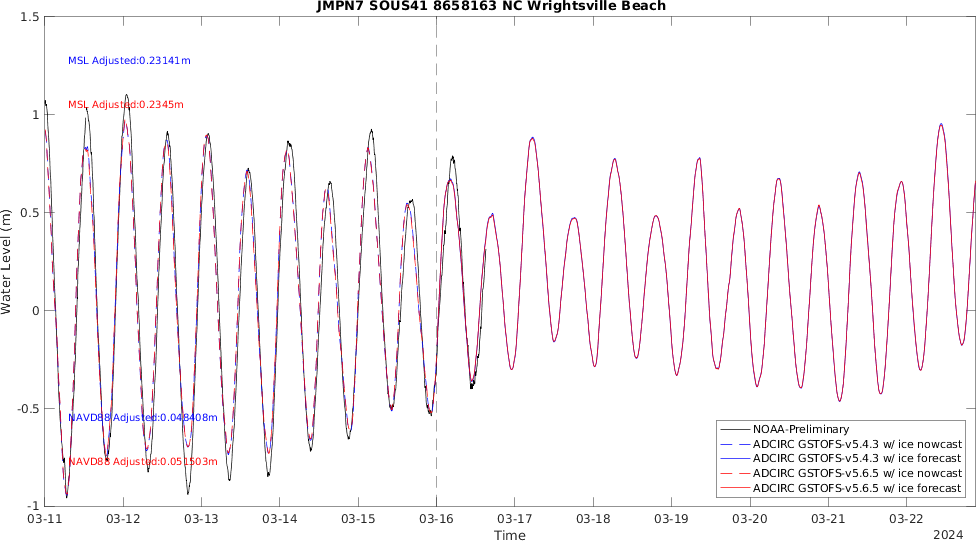 JMPN7 SOUS41 8658163 NC Wrightsville Beach
1.5
MSL Adjusted:0.23141m
MSL Adjusted:0.2345m
1
0.5
Water Level (m)
0
-0.5
NAVD88 Adjusted:0.048408m
NAVD88 Adjusted:0.051503m
-1
NOAA-Preliminary
ADCIRC GSTOFS-v5.4.3 w/ ice nowcast
ADCIRC GSTOFS-v5.4.3 w/ ice forecast
ADCIRC GSTOFS-v5.6.5 w/ ice nowcast
ADCIRC GSTOFS-v5.6.5 w/ ice forecast
03-11 03-12 03-13 03-14 03-15 03-16 03-17 03-18 03-19 03-20 03-21 03-22
Time
2024